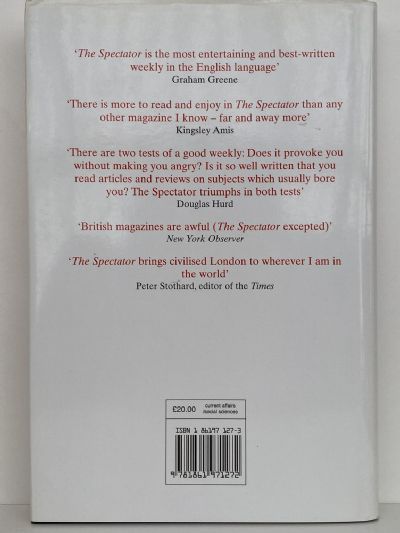 ‘The Spectator is the most entertaining and best-written
weekly in the English language’
Graham Greene
‘There is more to read and enjoy in The Spectator than any
other magazine I know – far and away more’
Kingsley Amis
‘There are two tests of a good weekly: Does it provoke you
without making you angry? Is it so well written that you
read articles and reviews on subjects which usually bore
you? The Spectator triumphs in both tests’
Douglas Hurd
‘British magazines are awful (The Spectator excepted)’
New York Observer
‘The Spectator brings civilised London to wherever I am in
the world’
Peter Stothard, editor of the Times
£20.00
current affairs
/social sciences
ISBN 1 86197 127-3
9 781861 971272